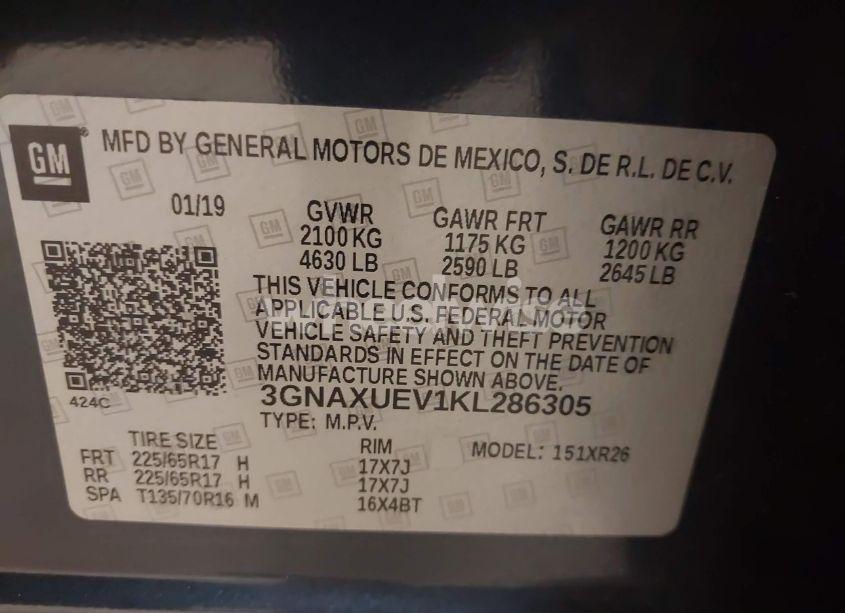 GM
MFD BY GENERAL MOTORS DE MEXICO, S. DE R.L. DE C.V.
01/19
GVWR GAWR FRT GAWR RR
2100 KG 1175 KG 1200 KG
4630 LB 2590 LB 2645 LB
THIS VEHICLE CONFORMS TO ALL
APPLICABLE U.S. FEDERAL MOTOR
VEHICLE SAFETY AND THEFT PREVENTION
STANDARDS IN EFFECT ON THE DATE OF
MANUFACTURE SHOWN ABOVE.
424C
3GNAXUEV1KL286305
TYPE: M.P.V.
TIRE SIZE RIM MODEL: 151XR26
FRT 225/65R17 H 17X7J
RR 225/65R17 H 17X7J
SPA T135/70R16 M 16X4BT